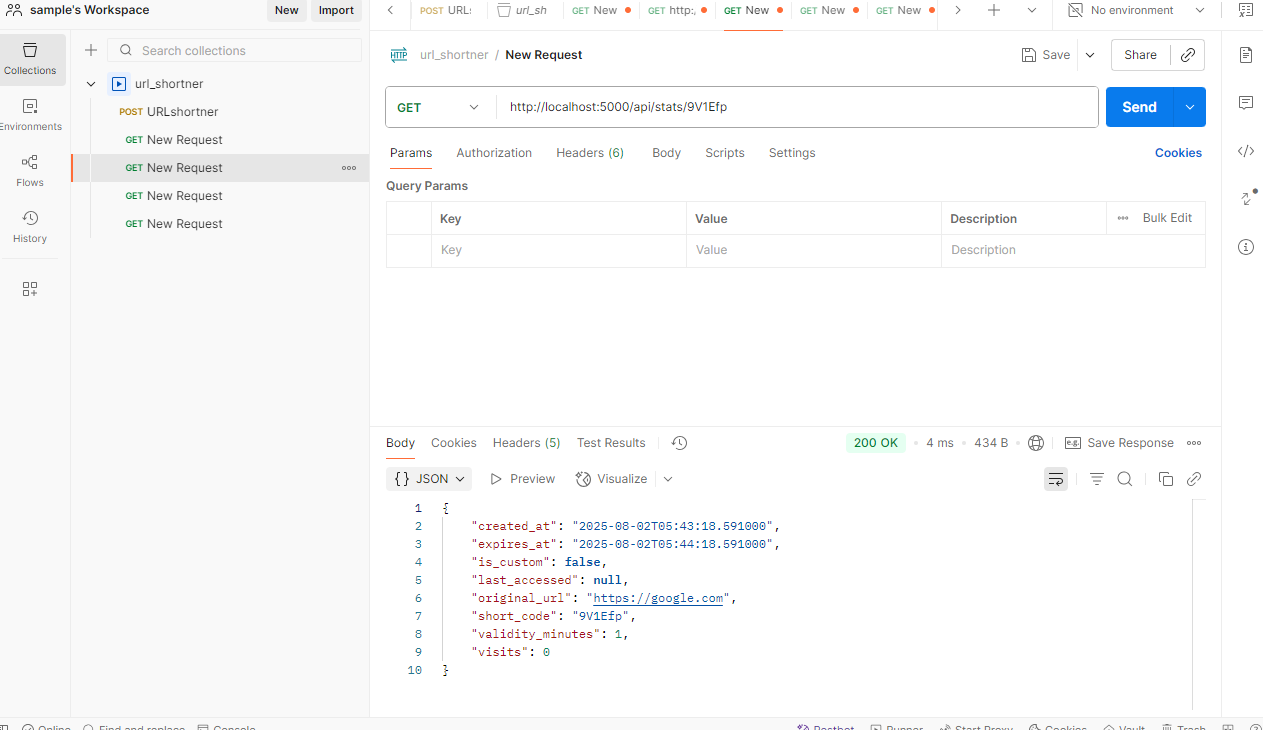 sample's Workspace New Import POST URLs url_sh GET New GET http:/ GET New GET New GET New No environment
Collections
Search collections
url_shortner
POST URLshortner
GET New Request
GET New Request
GET New Request
GET New Request
Environments
Flows
History
HTTP url_shortner / New Request Save Share
GET http://localhost:5000/api/stats/9V1Efp Send
Params Authorization Headers (6) Body Scripts Settings Cookies
Query Params
Key Value Description Bulk Edit
Key Value Description
Body Cookies Headers (5) Test Results 200 OK 4 ms 434 B e.g. Save Response
{} JSON Preview Visualize
1 {
2 "created_at": "2025-08-02T05:43:18.591000",
3 "expires_at": "2025-08-02T05:44:18.591000",
4 "is_custom": false,
5 "last_accessed": null,
6 "original_url": "https://google.com",
7 "short_code": "9V1Efp",
8 "validity_minutes": 1,
9 "visits": 0
10 }
Online Find and replace Console Postbot Runner Start Proxy Cookies Vault Trash